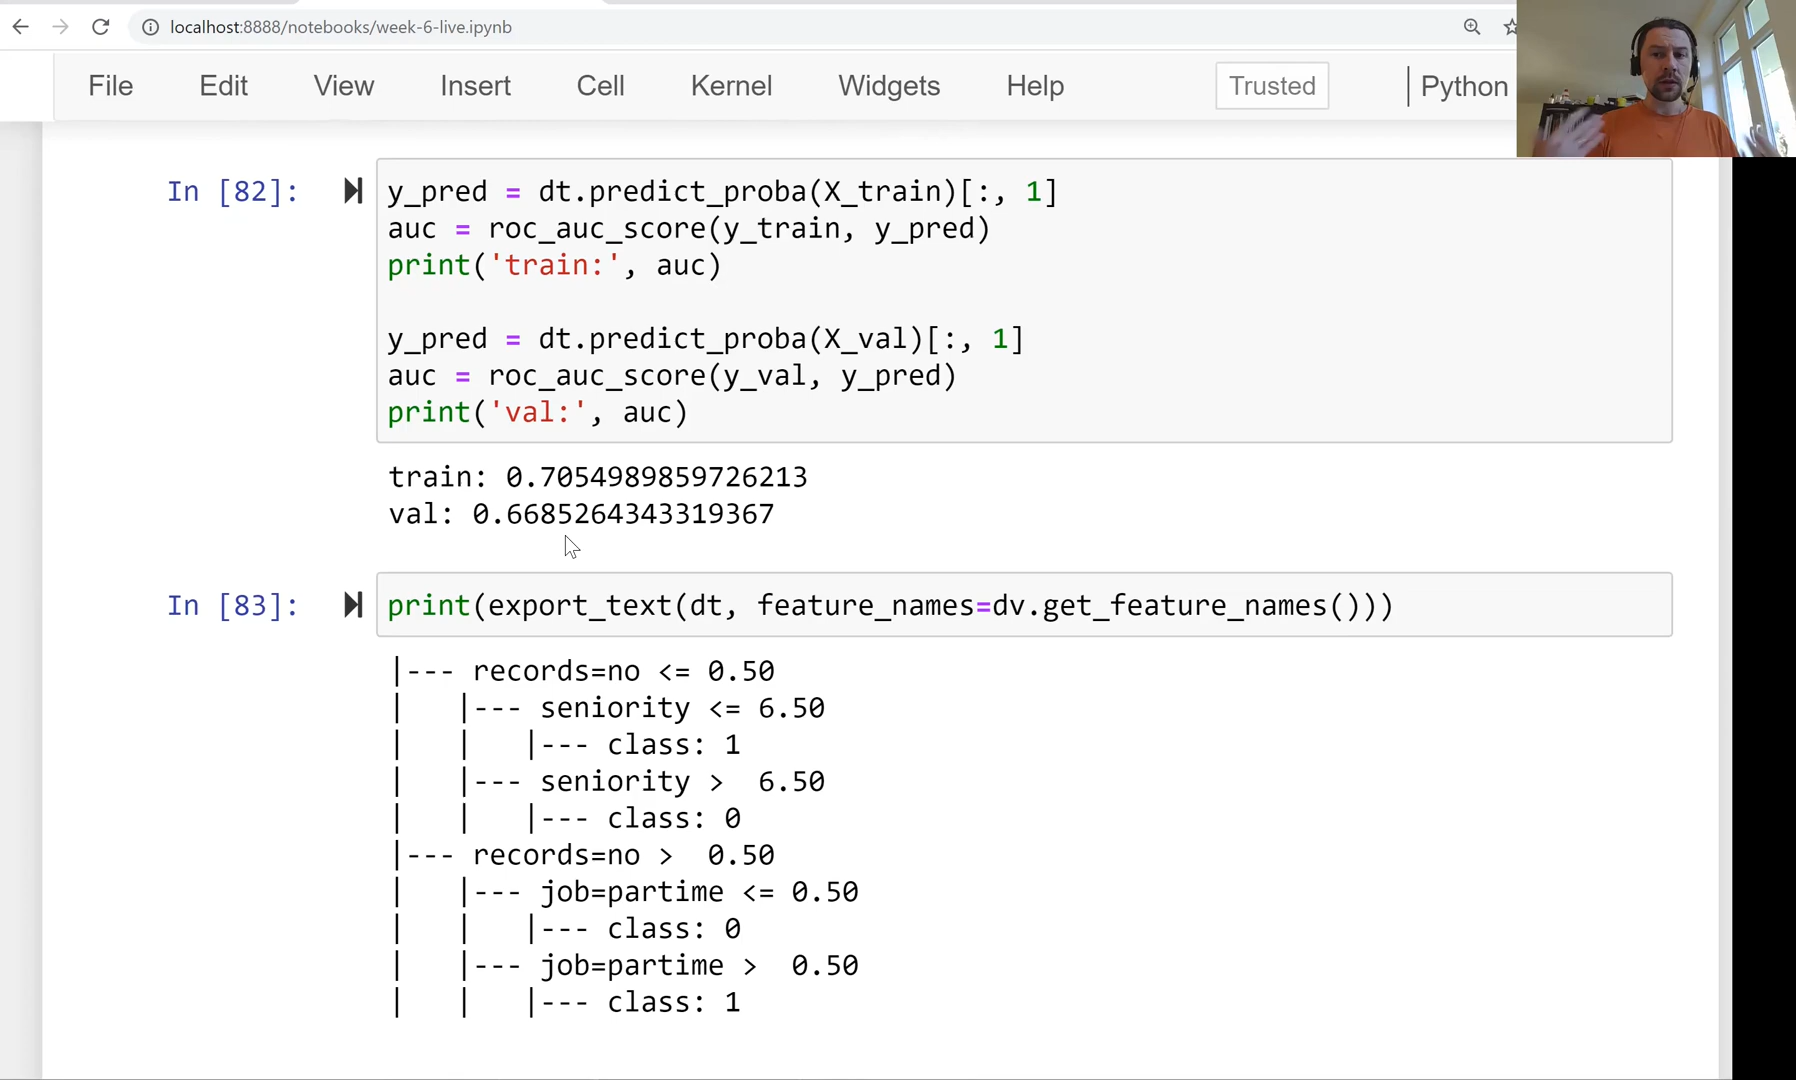 localhost:8888/notebooks/week-6-live.ipynb
File Edit View Insert Cell Kernel Widgets Help Trusted Python
In [82]:
y_pred = dt.predict_proba(X_train)[:, 1]
auc = roc_auc_score(y_train, y_pred)
print('train:', auc)
y_pred = dt.predict_proba(X_val)[:, 1]
auc = roc_auc_score(y_val, y_pred)
print('val:', auc)
train: 0.7054989859726213
val: 0.6685264343319367
In [83]:
print(export_text(dt, feature_names=dv.get_feature_names()))
|--- records=no <= 0.50
|   |--- seniority <= 6.50
|   |   |--- class: 1
|   |--- seniority >  6.50
|   |   |--- class: 0
|--- records=no >  0.50
|   |--- job=partime <= 0.50
|   |   |--- class: 0
|   |--- job=partime >  0.50
|   |   |--- class: 1